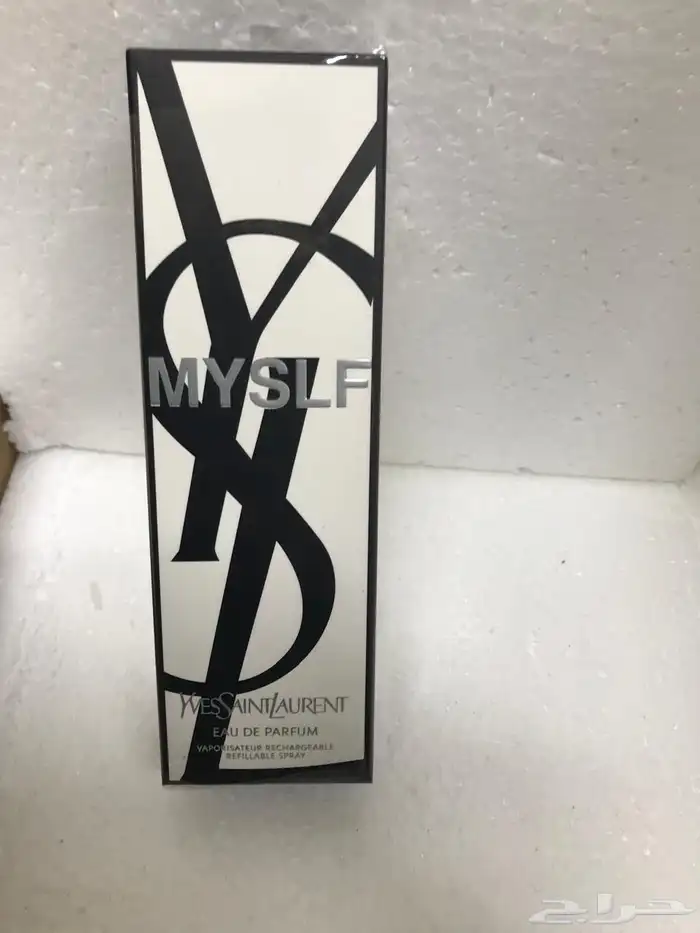 MYSLF
YVESSAINTLAURENT
EAU DE PARFUM
VAPORISATEUR RECHARGEABLE
REFILLABLE SPRAY
حراج